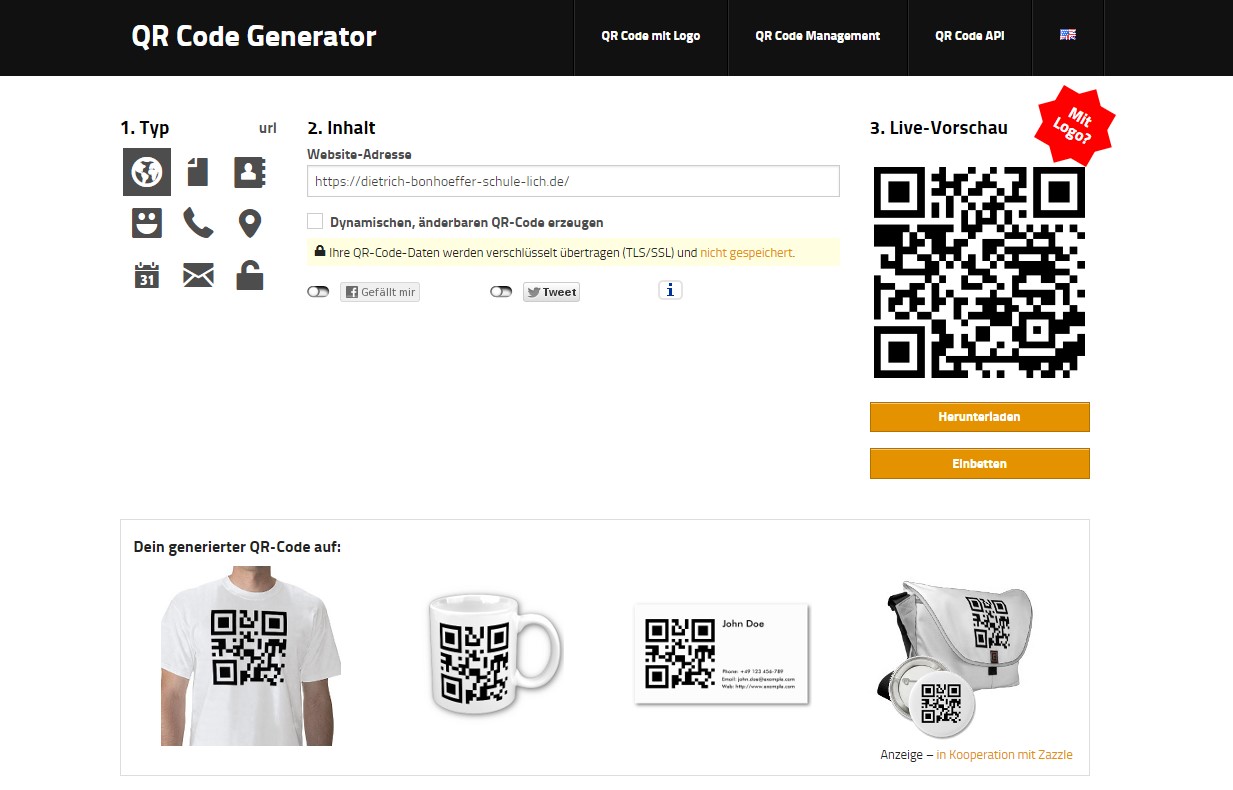 QR Code Generator
QR Code mit Logo
QR Code Management
QR Code API
1. Typ
url
2. Inhalt
3. Live-Vorschau
Mit
Logo?
Website-Adresse
https://dietrich-bonhoeffer-schule-lich.de/
Dynamischen, änderbaren QR-Code erzeugen
Ihre QR-Code-Daten werden verschlüsselt übertragen (TLS/SSL) und nicht gespeichert.
Gefällt mir
Tweet
i
31
Herunterladen
Einbetten
Dein generierter QR-Code auf:
John Doe
Phone: +49 123 456-789
Email: john.doe@example.com
Web: http://www.example.com
Anzeige – in Kooperation mit Zazzle